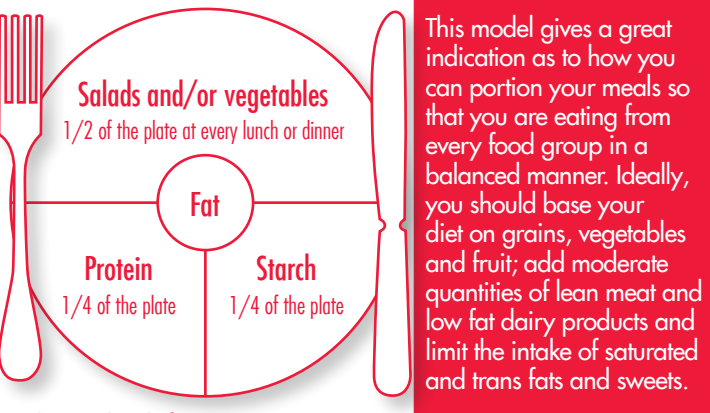 Salads and/or vegetables
1/2 of the plate at every lunch or dinner
Fat
Protein
1/4 of the plate
Starch
1/4 of the plate
This model gives a great
indication as to how you
can portion your meals so
that you are eating from
every food group in a
balanced manner. Ideally,
you should base your
diet on grains, vegetables
and fruit; add moderate
quantities of lean meat and
low fat dairy products and
limit the intake of saturated
and trans fats and sweets.